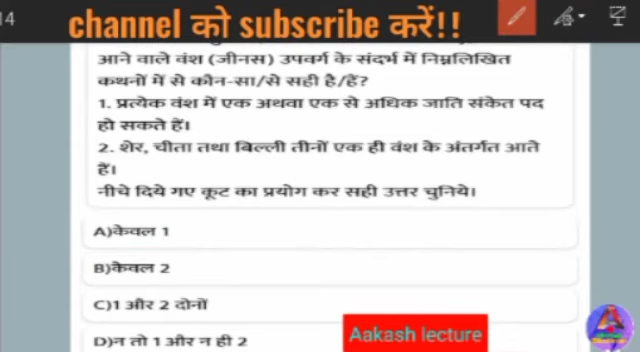 14
channel को subscribe करें!!
आने वाले वंश (जीनस) उपवर्ग के संदर्भ में निम्नलिखित
कथनों में से कौन-सा/से सही है/हैं?
1. प्रत्येक वंश में एक अथवा एक से अधिक जाति संकेत पद
हो सकते हैं।
2. शेर, चीता तथा बिल्ली तीनों एक ही वंश के अंतर्गत आते
हैं।
नीचे दिये गए कूट का प्रयोग कर सही उत्तर चुनिये।
A)केवल 1
B)केवल 2
C)1 और 2 दोनों
D)न तो 1 और न ही 2
Aakash lecture